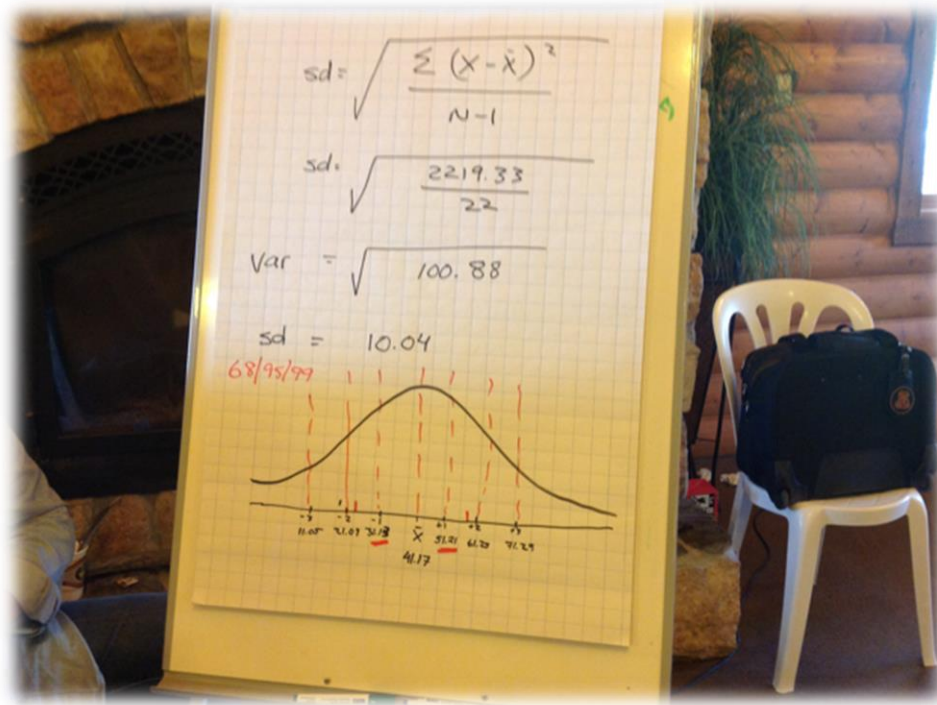 sd = √ Σ (X - x̄)²
N-1
sd = √ 2219.33
22
Var = √ 100.88
sd = 10.04
68/95/99
-3 -2 -1 x̄ +1 +2 +3
11.05 21.09 31.13 51.21 61.25 71.29
41.17